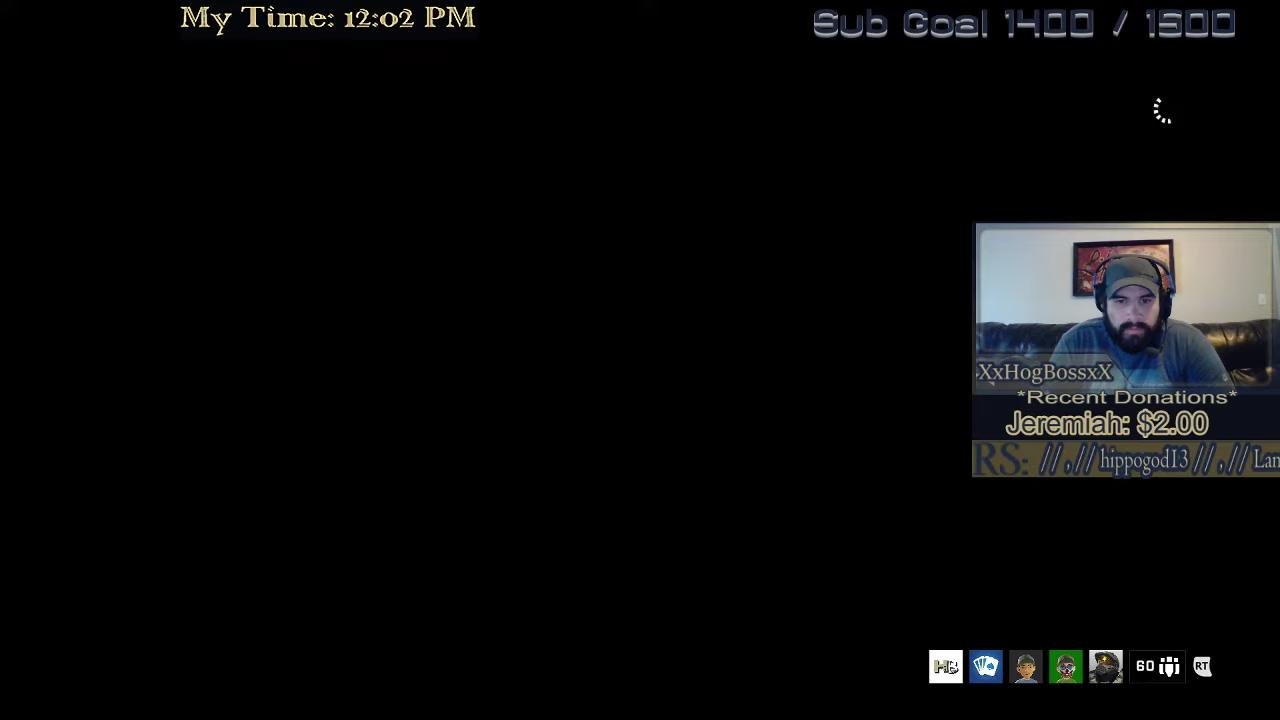 My Time: 12:02 PM
Sub Goal 1400 / 1500
XxHogBossxX
*Recent Donations*
Jeremiah: $2.00
RS: // , // hippogod13 // , // Lan
60
RT